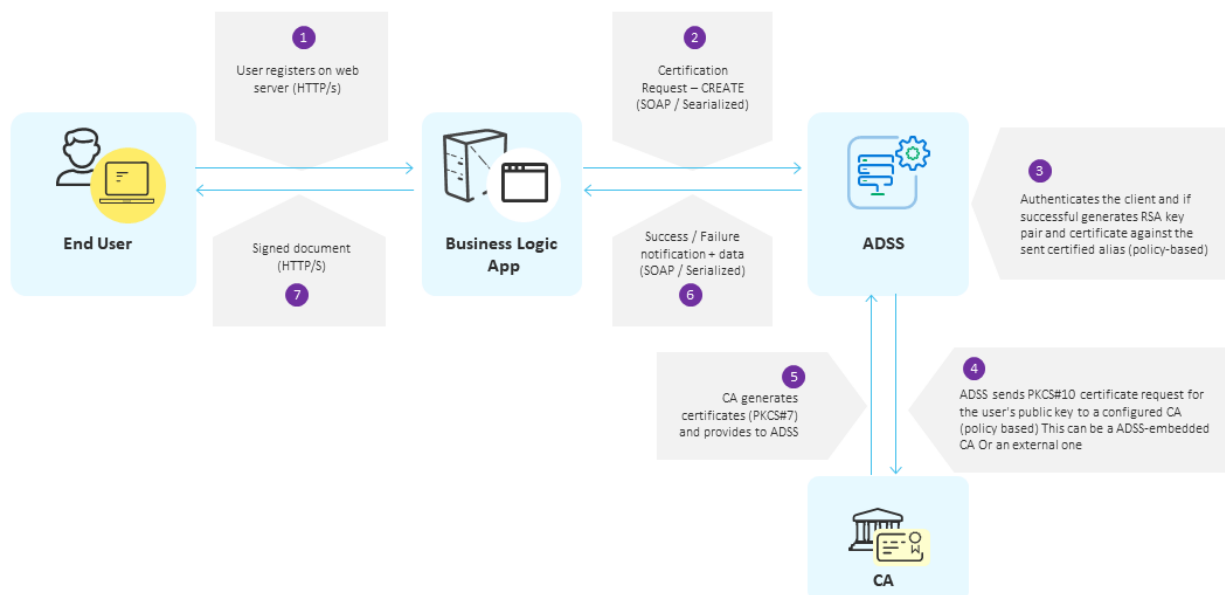 1
User registers on web
server (HTTP/s)
2
Certification
Request – CREATE
(SOAP / Searialized)
End User
Business Logic
App
ADSS
3
Authenticates the client and if
successful generates RSA key
pair and certificate against the
sent certified alias (policy-based)
Signed document
(HTTP/S)
7
Success / Failure
notification + data
(SOAP / Serialized)
6
5
CA generates
certificates (PKCS#7)
and provides to ADSS
4
ADSS sends PKCS#10 certificate request for
the user's public key to a configured CA
(policy based) This can be a ADSS-embedded
CA Or an external one
CA